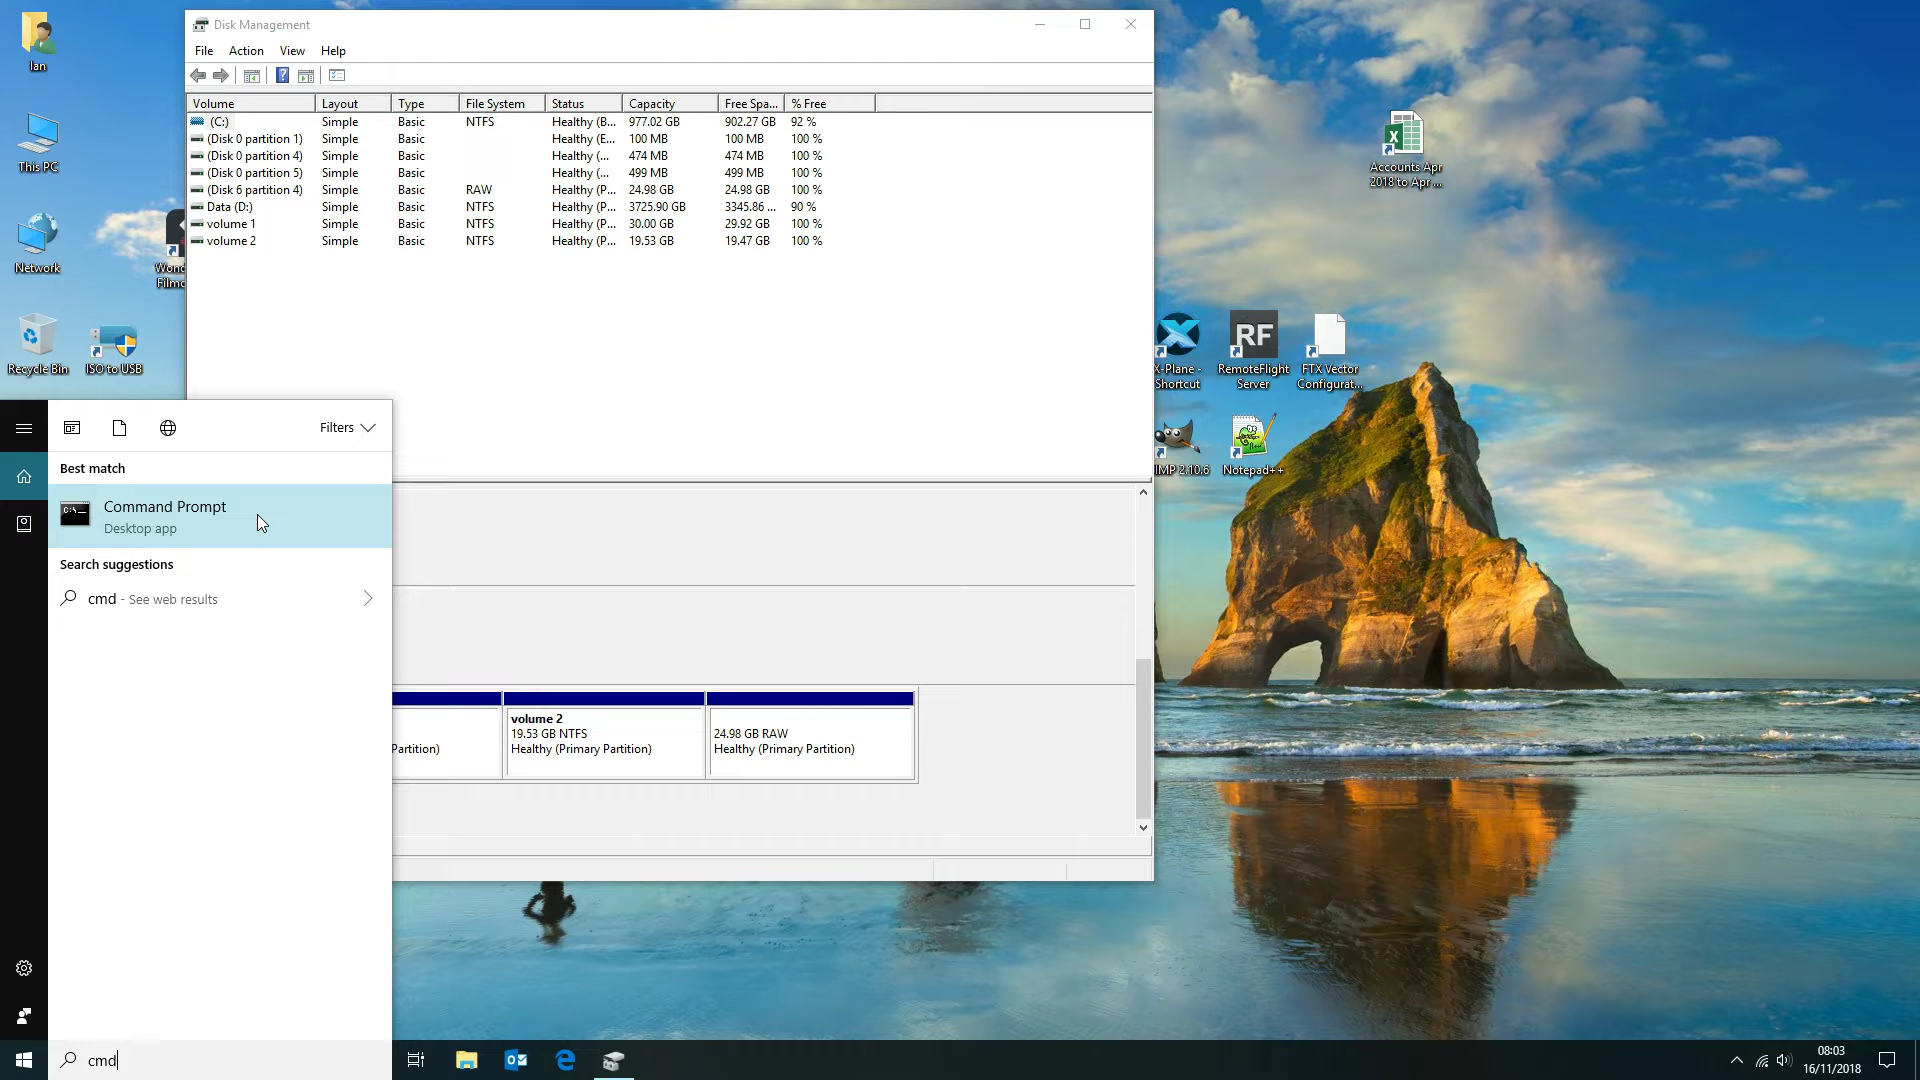 Ian
This PC
Network
Recycle Bin
ISO to USB
Disk Management
File Action View Help
Volume Layout Type File System Status Capacity Free Spa... % Free
(C:) Simple Basic NTFS Healthy (B... 977.02 GB 902.27 GB 92 %
(Disk 0 partition 1) Simple Basic Healthy (E... 100 MB 100 MB 100 %
(Disk 0 partition 4) Simple Basic Healthy (... 474 MB 474 MB 100 %
(Disk 0 partition 5) Simple Basic Healthy (... 499 MB 499 MB 100 %
(Disk 6 partition 4) Simple Basic RAW Healthy (P... 24.98 GB 24.98 GB 100 %
Data (D:) Simple Basic NTFS Healthy (P... 3725.90 GB 3345.86 ... 90 %
volume 1 Simple Basic NTFS Healthy (P... 30.00 GB 29.92 GB 100 %
volume 2 Simple Basic NTFS Healthy (P... 19.53 GB 19.47 GB 100 %
Wond
Filmo
Accounts Apr
2018 to Apr ...
X-Plane -
Shortcut
RF
RemoteFlight
Server
FTX Vector
Configurat...
IMP 2.10.6
Notepad++
Filters
Best match
Command Prompt
Desktop app
Search suggestions
cmd - See web results
Partition)
volume 2
19.53 GB NTFS
Healthy (Primary Partition)
24.98 GB RAW
Healthy (Primary Partition)
cmd
08:03
16/11/2018